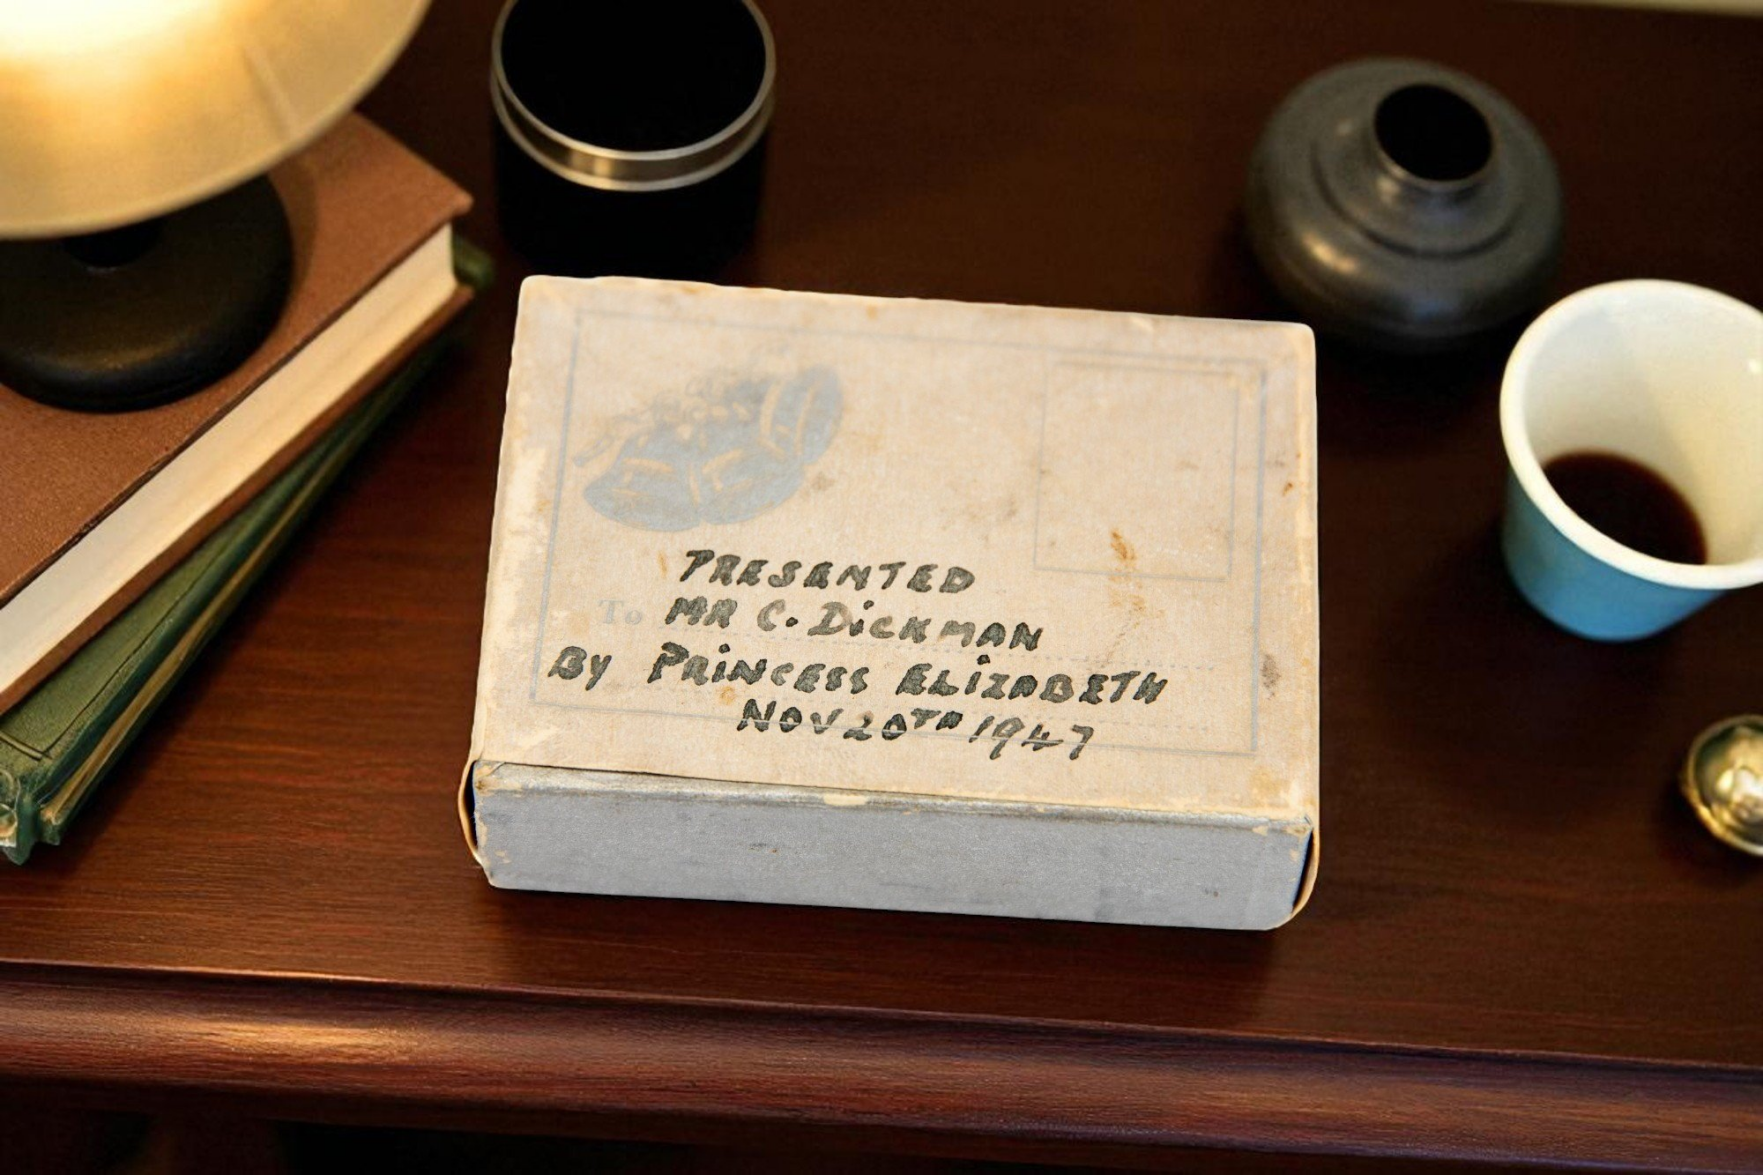 PRESENTED
To MR C. DiCKMAN
By PRiNCESS ELiZABETH
NOV 20TH 1947